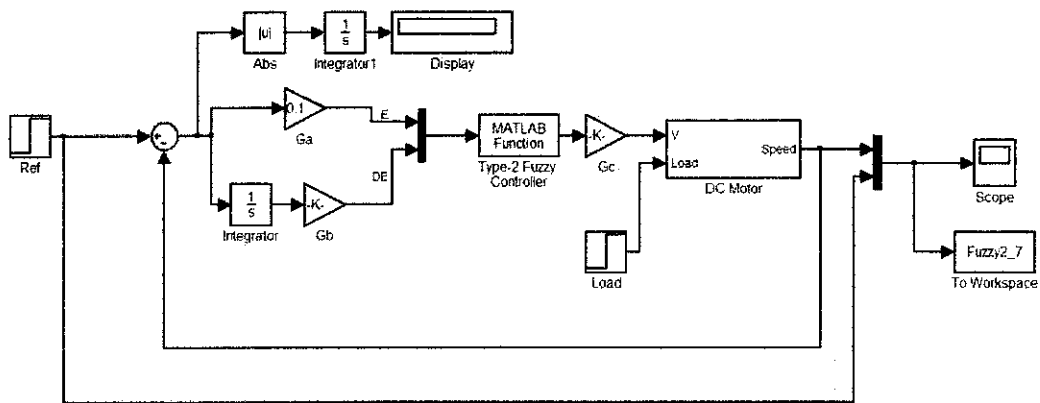 |u|
Abs
1
s
Integrator1
Display
Ref
+
-
0.1
Ga
E
1
s
Integrator
-K-
Gb
DE
MATLAB
Function
Type-2 Fuzzy
Controller
-K-
Gc
V
Load
Speed
DC Motor
Load
Scope
Fuzzy2_7
To Workspace